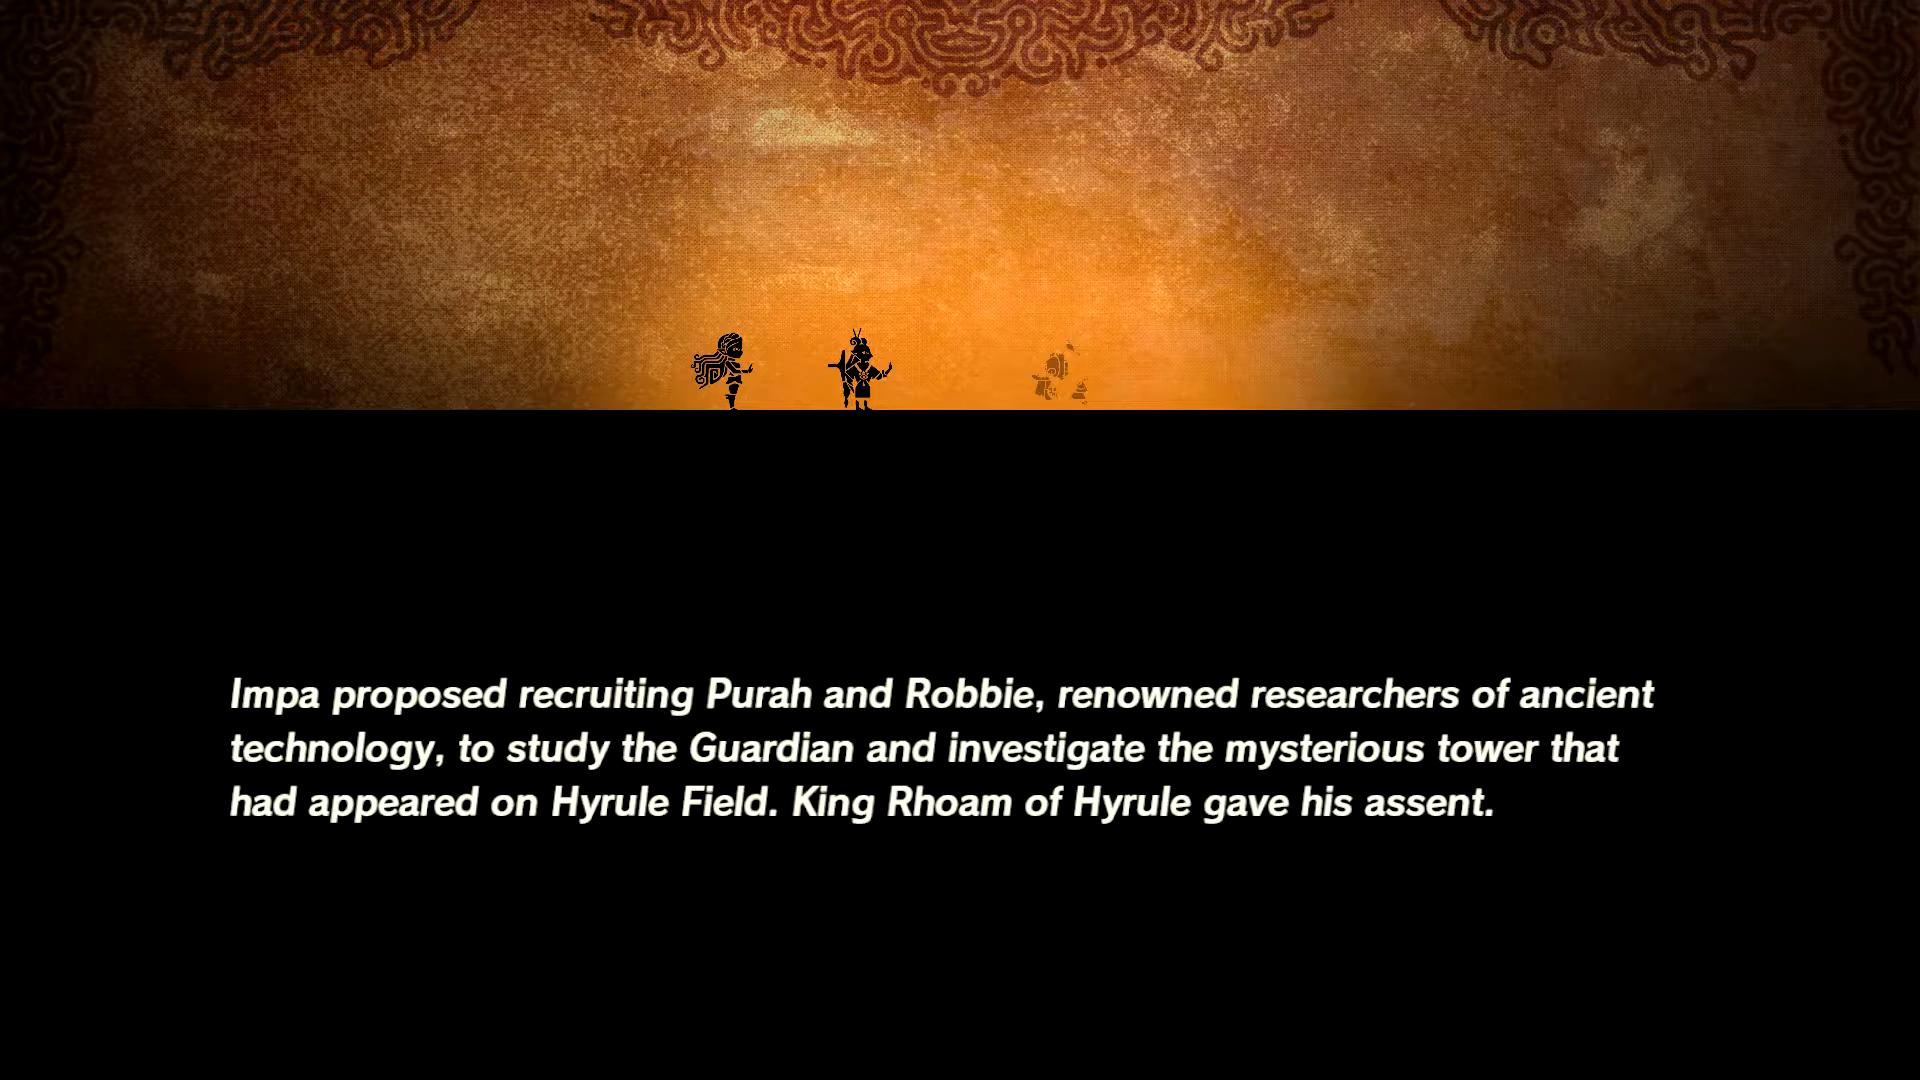 Impa proposed recruiting Purah and Robbie, renowned researchers of ancient
technology, to study the Guardian and investigate the mysterious tower that
had appeared on Hyrule Field. King Rhoam of Hyrule gave his assent.